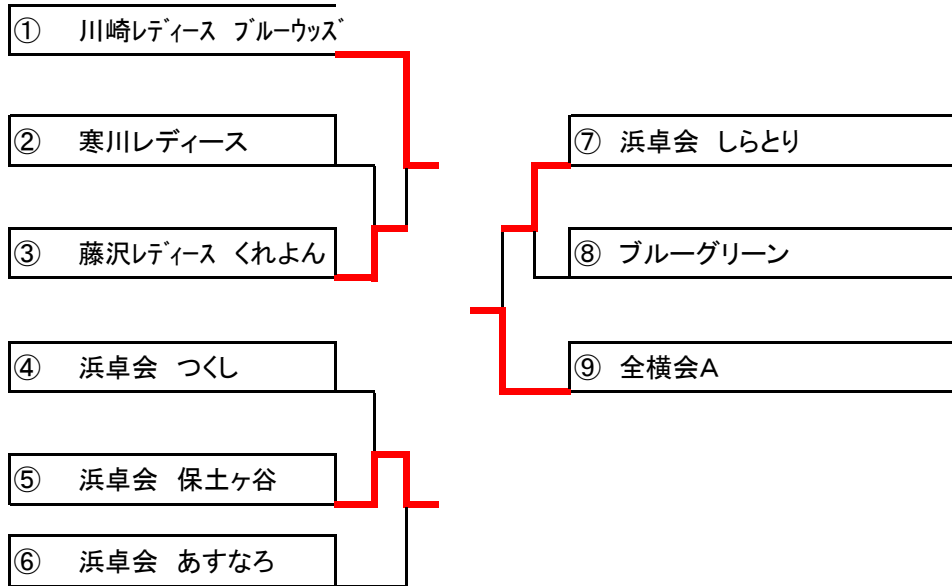 ① 川崎ﾚﾃﾞｨｰｽ ﾌﾞﾙｰｳｯｽﾞ
② 寒川レディース
③ 藤沢ﾚﾃﾞｨｰｽ くれよん
④ 浜卓会 つくし
⑤ 浜卓会 保土ヶ谷
⑥ 浜卓会 あすなろ
⑦ 浜卓会 しらとり
⑧ ブルーグリーン
⑨ 全横会A